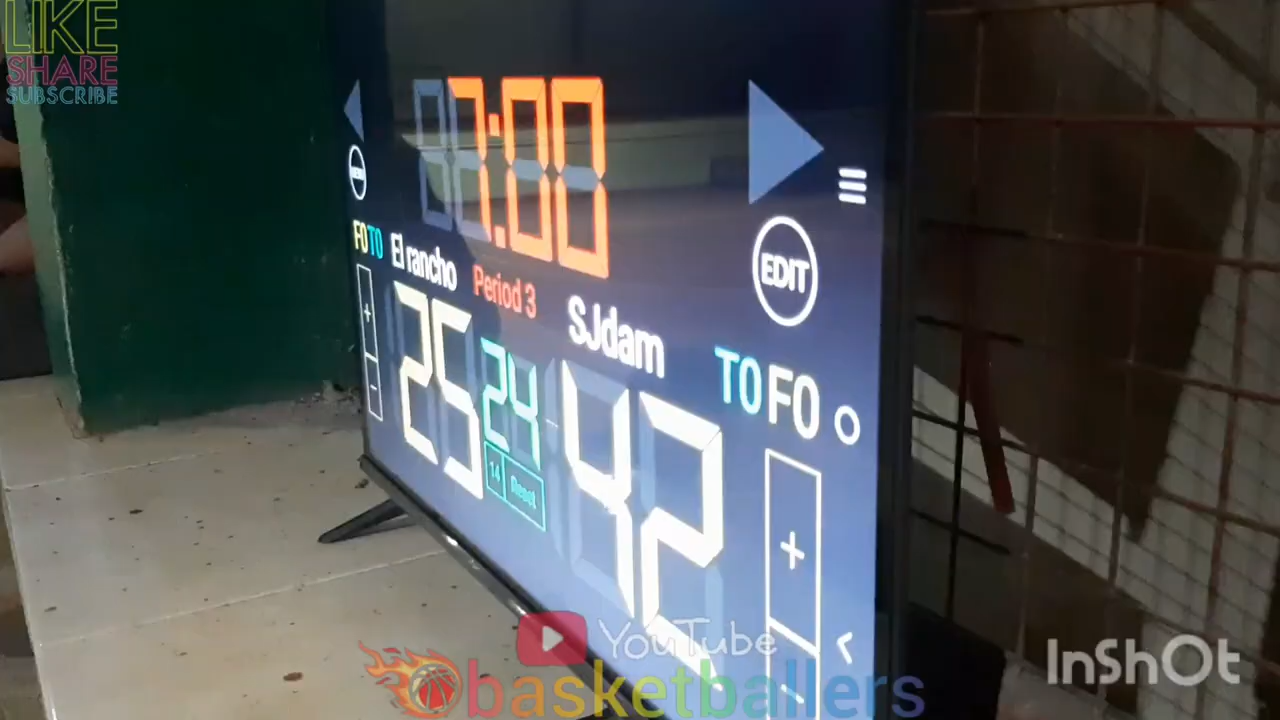 LIKE
SHARE
SUBSCRIBE
7:00
EDIT
FO TO El rancho Period 3 SJdam TO FO
25 24 42
14 Reset
+ +
- -
YouTube
basketballers
InShOt